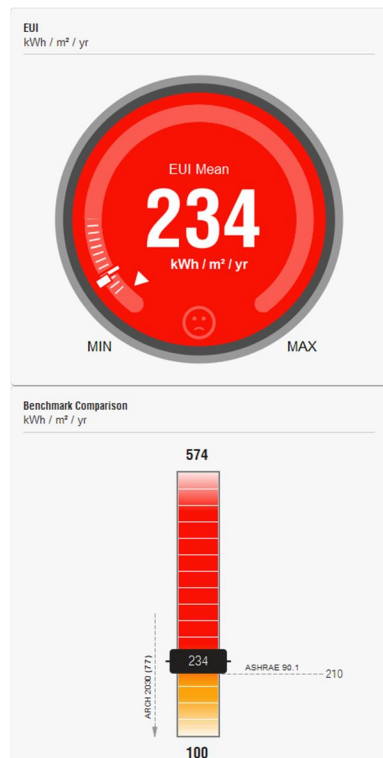 EUI
kWh / m² / yr
EUI Mean
234
kWh / m² / yr
MIN
MAX
Benchmark Comparison
kWh / m² / yr
574
ARCH 2030 (77)
234
ASHRAE 90.1
210
100